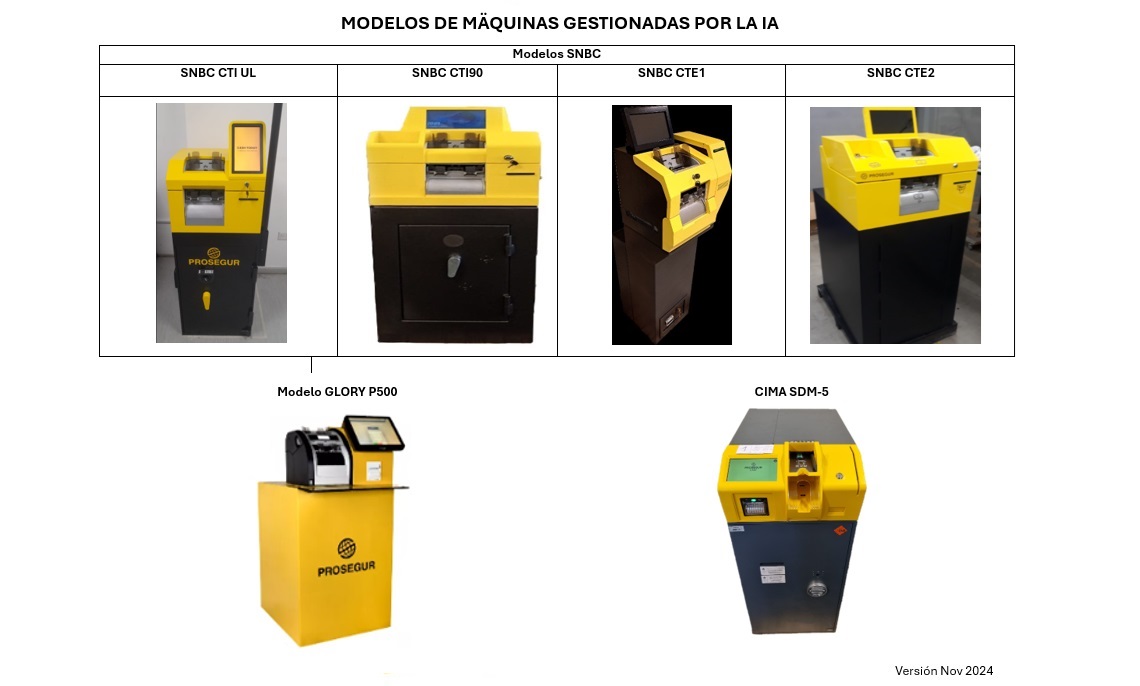 MODELOS DE MÄQUINAS GESTIONADAS POR LA IA
Modelos SNBC
SNBC CTI UL
SNBC CTI90
SNBC CTE1
SNBC CTE2
PROSEGUR
PROSEGUR
Modelo GLORY P500
CIMA SDM-5
PROSEGUR
PROSEGUR
Versión Nov 2024